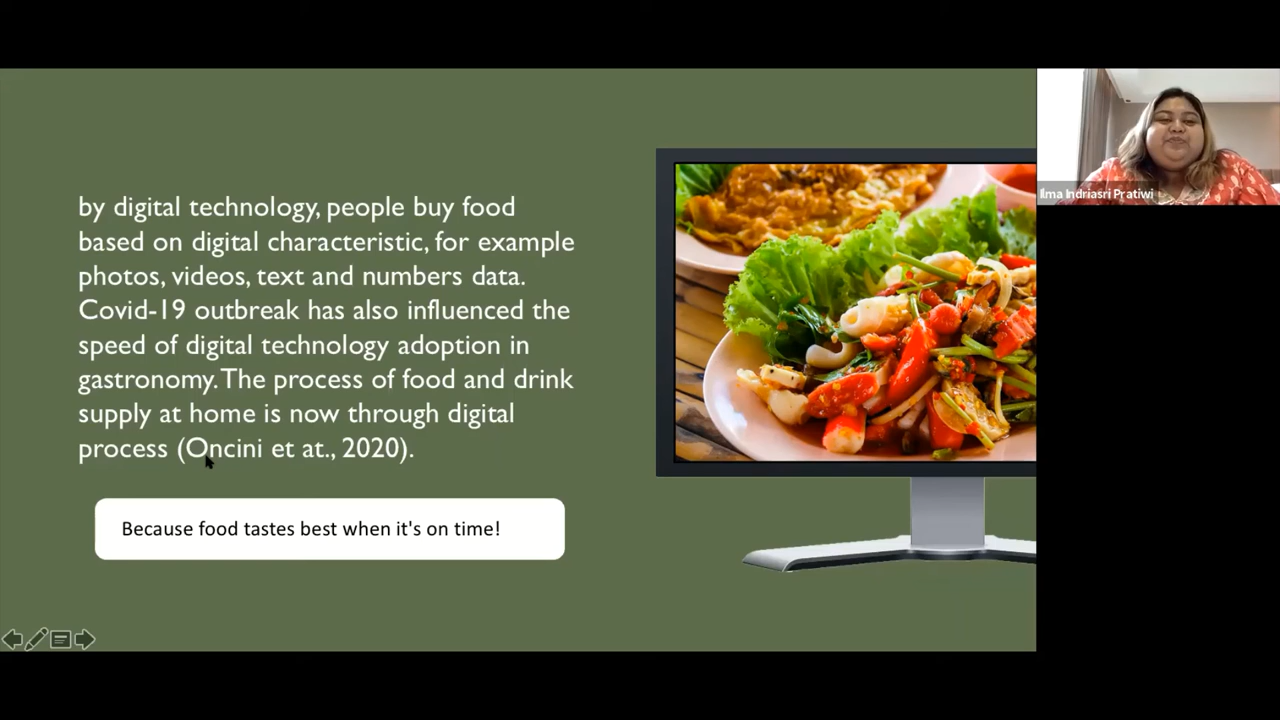 by digital technology, people buy food
based on digital characteristic, for example
photos, videos, text and numbers data.
Covid-19 outbreak has also influenced the
speed of digital technology adoption in
gastronomy. The process of food and drink
supply at home is now through digital
process (Oncini et at., 2020).
Because food tastes best when it's on time!
Ilma Indriasri Pratiwi